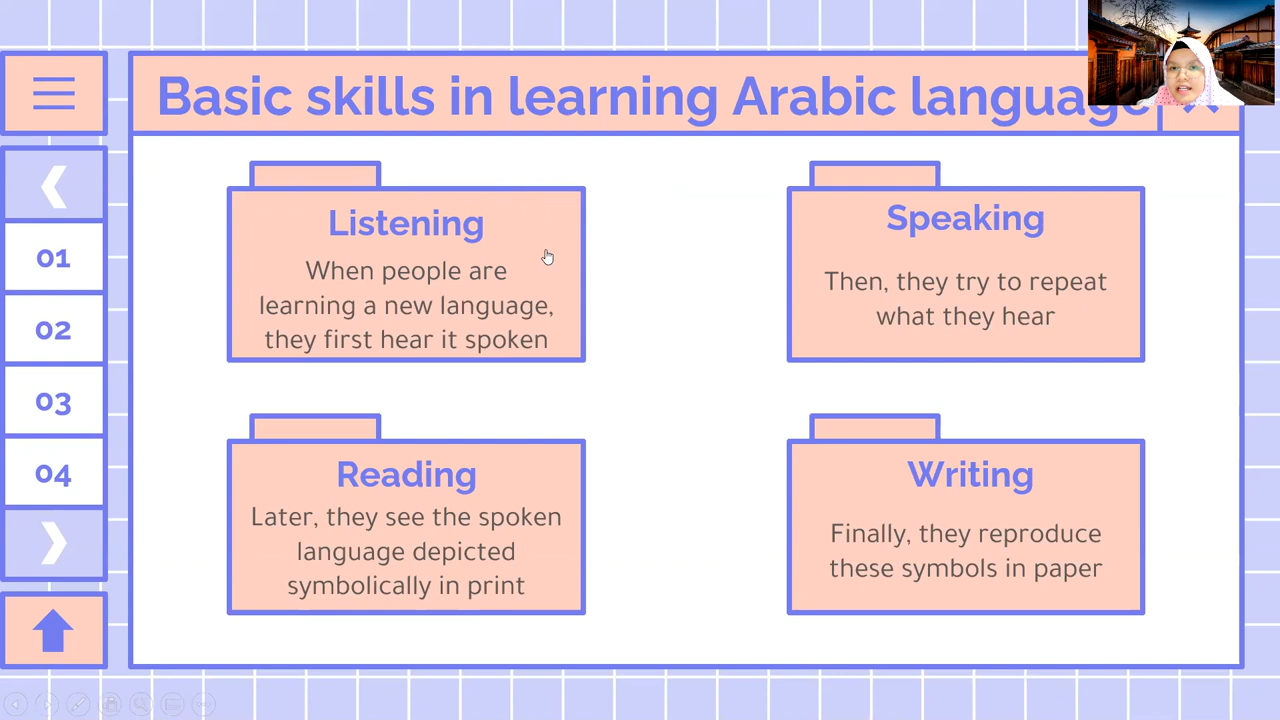 Basic skills in learning Arabic language
01
02
03
04
Listening
When people are
learning a new language,
they first hear it spoken
Speaking
Then, they try to repeat
what they hear
Reading
Later, they see the spoken
language depicted
symbolically in print
Writing
Finally, they reproduce
these symbols in paper